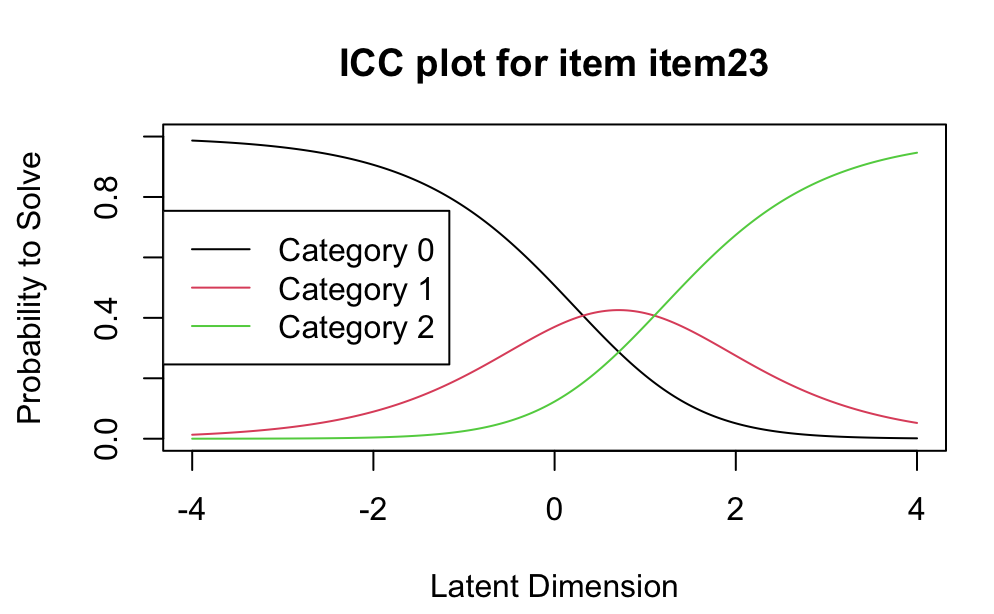 ICC plot for item item23
Probability to Solve
0.8
0.4
0.0
Category 0
Category 1
Category 2
-4 -2 0 2 4
Latent Dimension